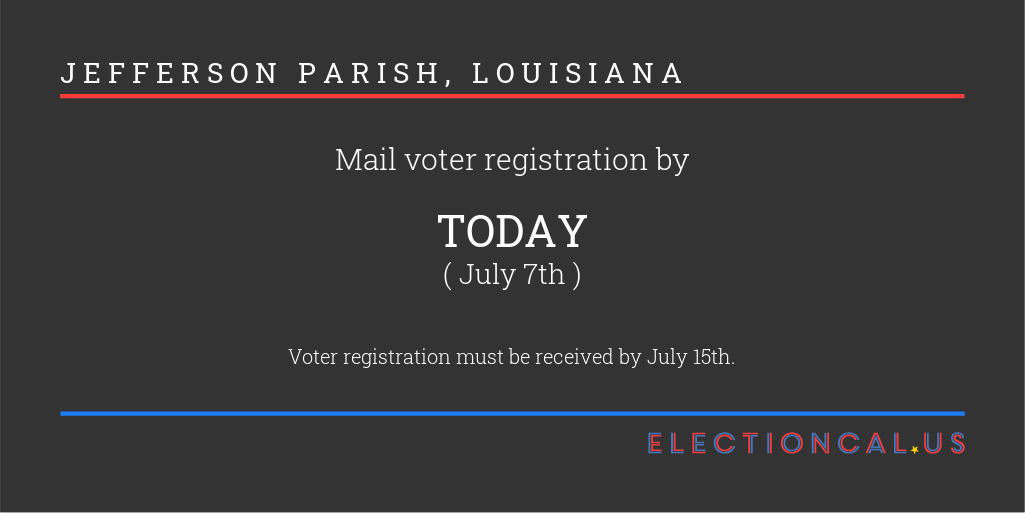 JEFFERSON PARISH, LOUISIANA
Mail voter registration by
TODAY
( July 7th )
Voter registration must be received by July 15th.
ELECTIONCAL.US